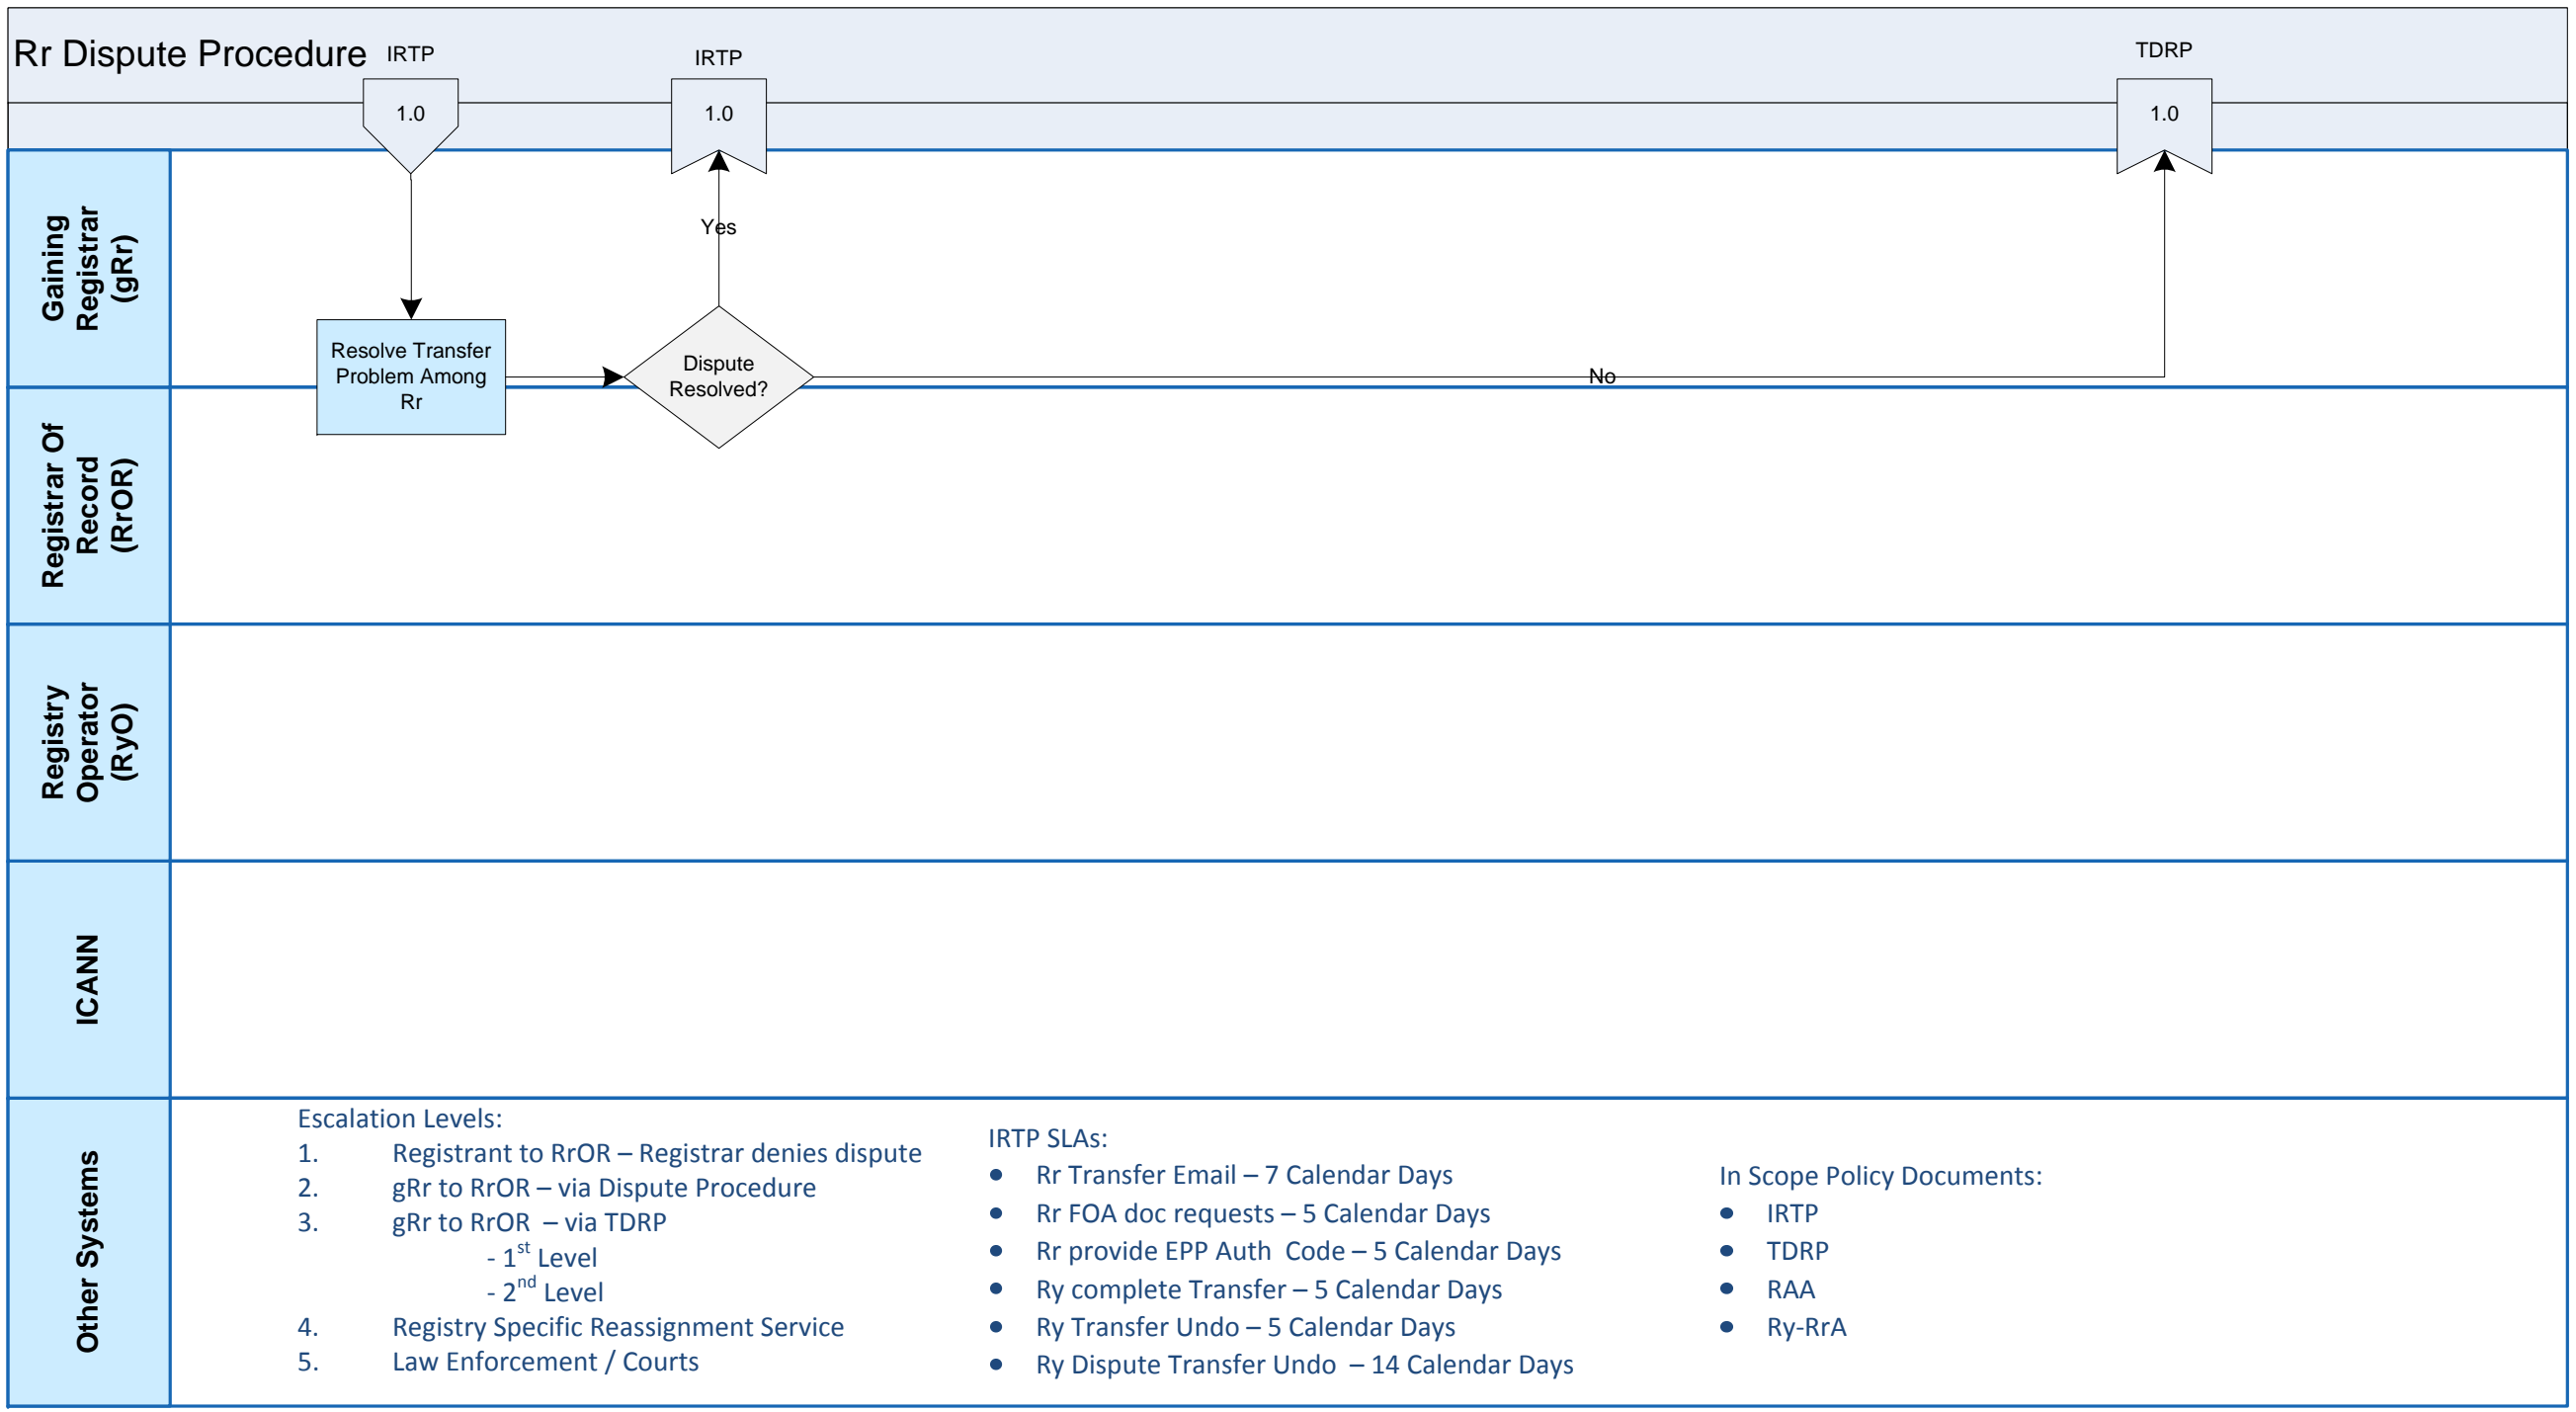 Rr Dispute Procedure
IRTP
IRTP
TDRP
1.0
1.0
1.0
Gaining
Registrar
(gRr)
Yes
Resolve Transfer
Problem Among
Rr
Dispute
Resolved?
No
Registrar Of
Record
(RrOR)
Registry
Operator
(RyO)
ICANN
Other Systems
Escalation Levels:
1. Registrant to RrOR – Registrar denies dispute
2. gRr to RrOR – via Dispute Procedure
3. gRr to RrOR – via TDRP
- 1st Level
- 2nd Level
4. Registry Specific Reassignment Service
5. Law Enforcement / Courts
IRTP SLAs:
● Rr Transfer Email – 7 Calendar Days
● Rr FOA doc requests – 5 Calendar Days
● Rr provide EPP Auth Code – 5 Calendar Days
● Ry complete Transfer – 5 Calendar Days
● Ry Transfer Undo – 5 Calendar Days
● Ry Dispute Transfer Undo – 14 Calendar Days
In Scope Policy Documents:
● IRTP
● TDRP
● RAA
● Ry-RrA